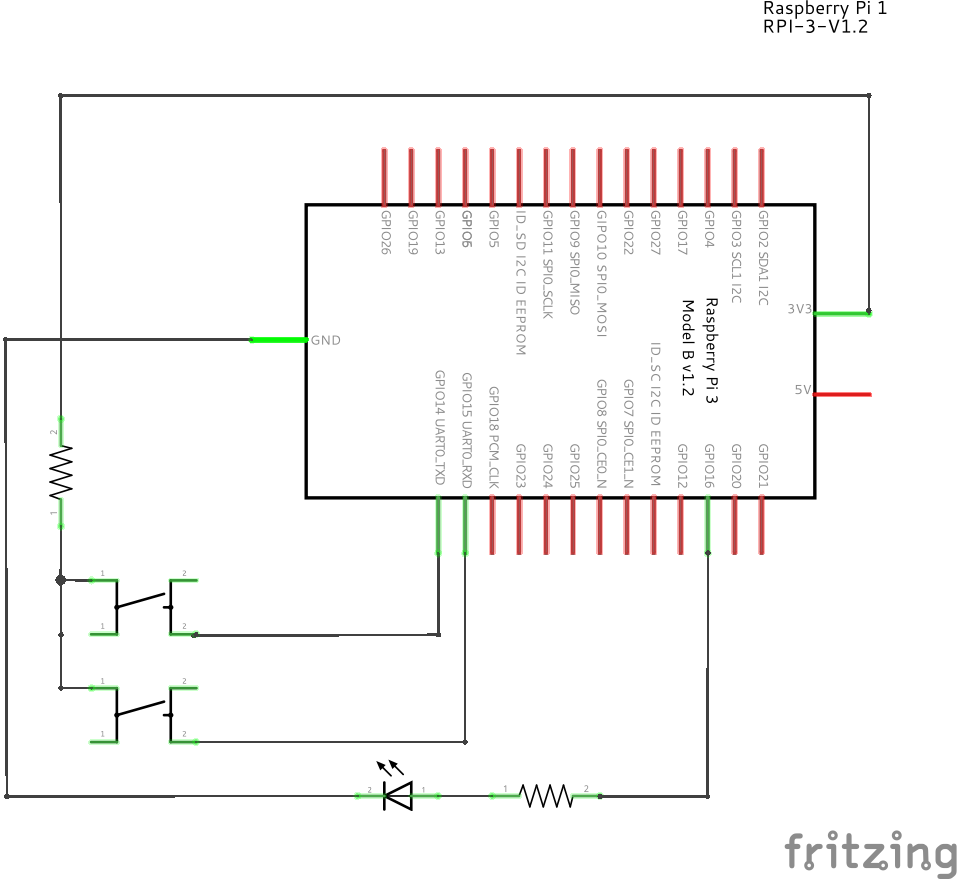 Raspberry Pi 1
RPI-3-V1.2
GPIO26
GPIO19
GPIO13
GPIO5
ID_SD I2C ID EEPROM
GPIO11 SPI0_SCLK
GPIO9 SPI0_MISO
GIPO10 SPI0_MOSI
GPIO22
GPIO27
GPIO17
GPIO4
GPIO3 SCL1 I2C
GPIO2 SDA1 I2C
3V3
Raspberry Pi 3
Model B v1.2
GND
5V
GPIO14 UART0_TXD
GPIO15 UART0_RXD
GPIO18 PCM_CLK
GPIO23
GPIO24
GPIO25
GPIO8 SPI0_CE0_N
GPIO7 SPI0_CE1_N
ID_SC I2C ID EEPROM
GPIO12
GPIO16
GPIO20
GPIO21
2
1
1 2
1 2
1 2
1 2
2 1 1 2
fritzing